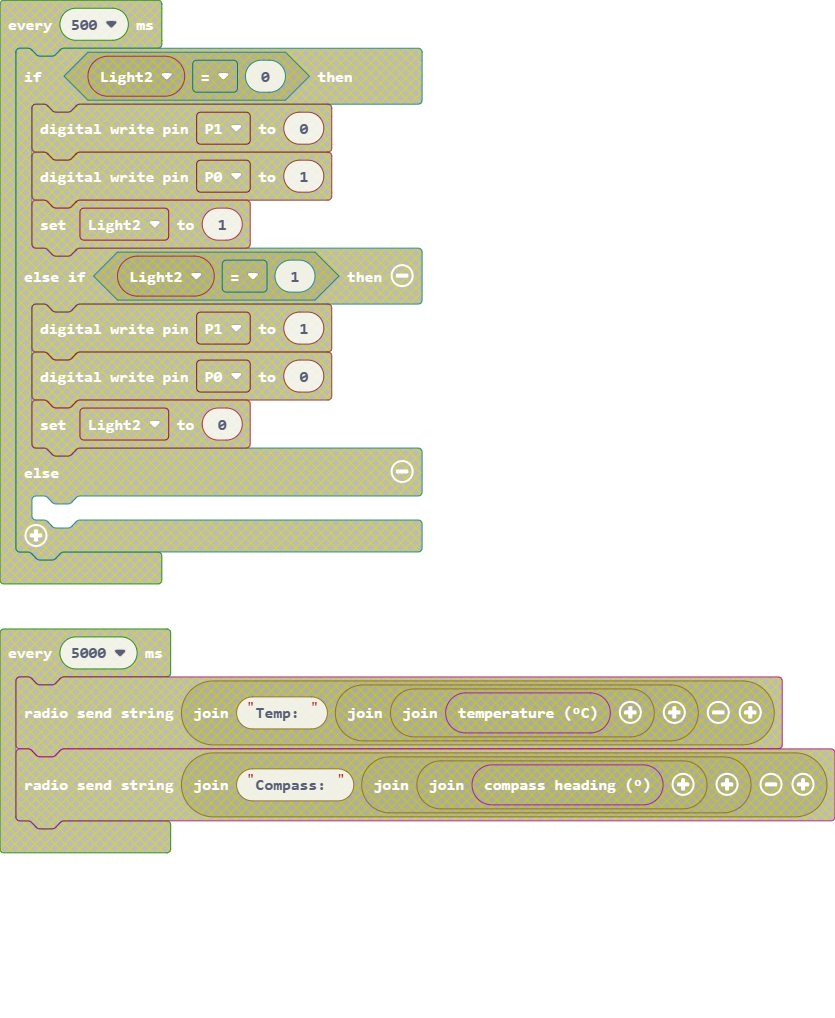 every 500 ms
if Light2 = 0 then
digital write pin P1 to 0
digital write pin P0 to 1
set Light2 to 1
else if Light2 = 1 then
digital write pin P1 to 1
digital write pin P0 to 0
set Light2 to 0
else
every 5000 ms
radio send string join "Temp: " join join temperature (ºC)
radio send string join "Compass: " join join compass heading (º)